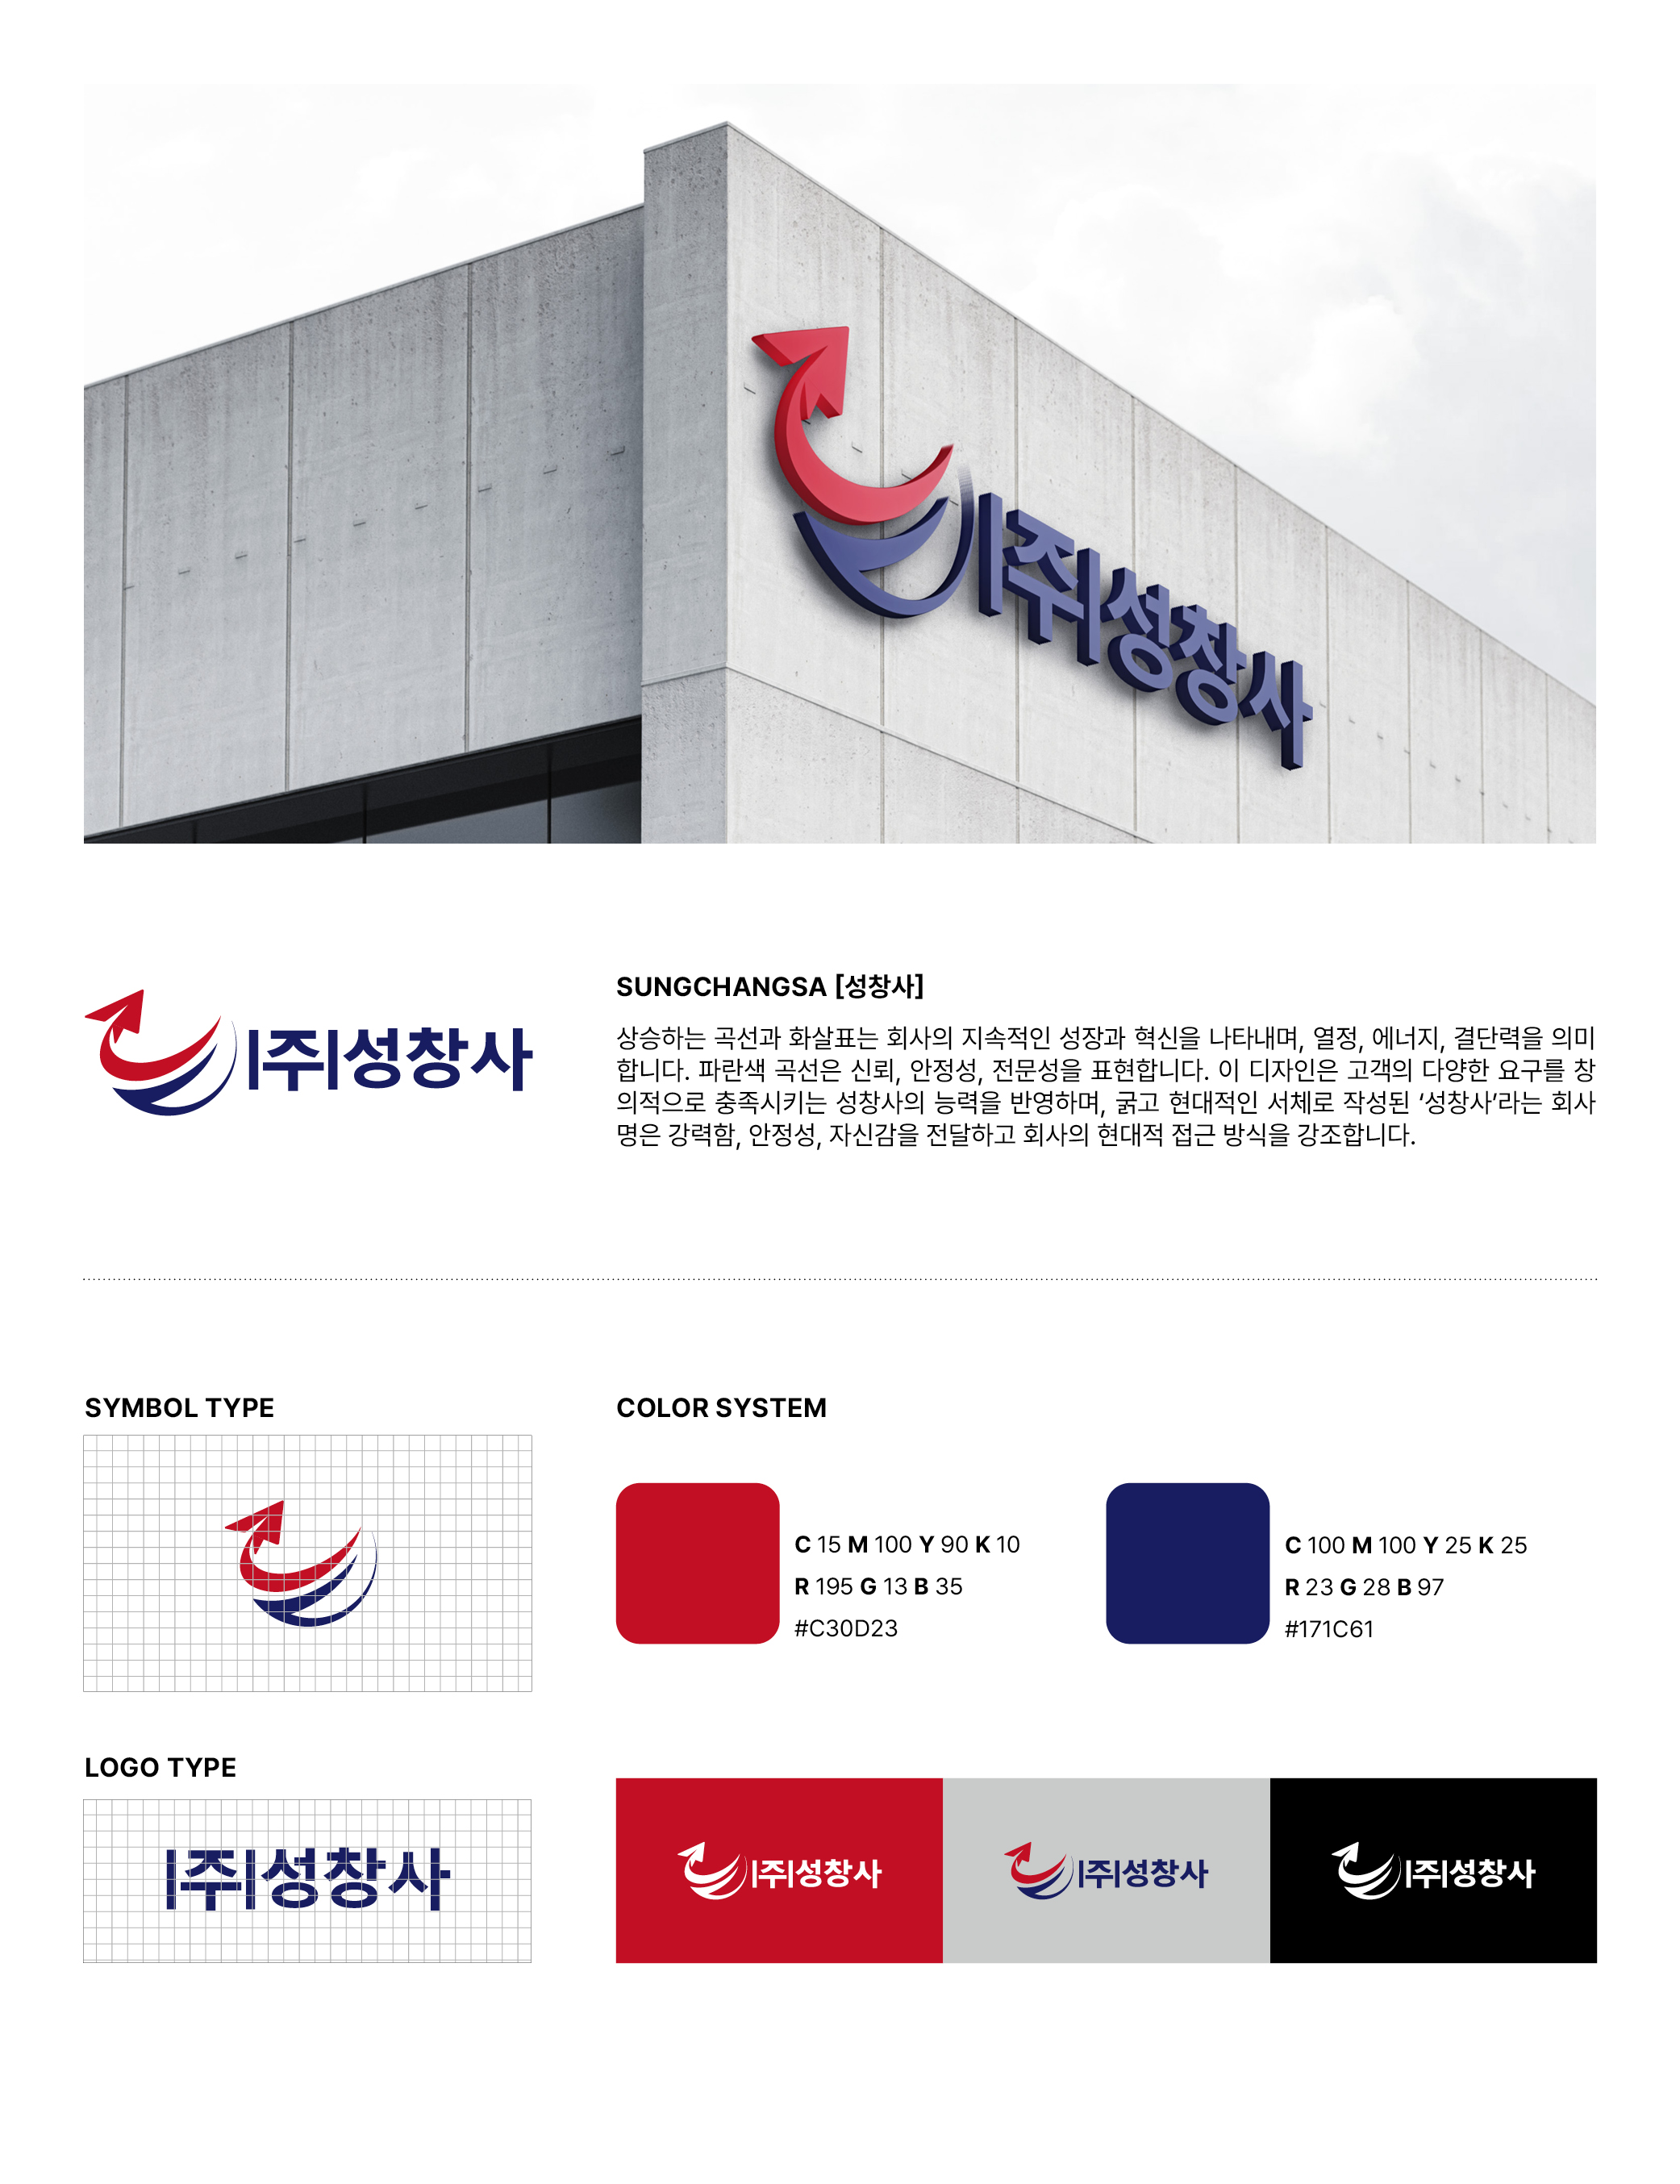 |주|성창사
|주|성창사
SUNGCHANGSA [성창사]
상승하는 곡선과 화살표는 회사의 지속적인 성장과 혁신을 나타내며, 열정, 에너지, 결단력을 의미
합니다. 파란색 곡선은 신뢰, 안정성, 전문성을 표현합니다. 이 디자인은 고객의 다양한 요구를 창
의적으로 충족시키는 성창사의 능력을 반영하며, 굵고 현대적인 서체로 작성된 ‘성창사’라는 회사
명은 강력함, 안정성, 자신감을 전달하고 회사의 현대적 접근 방식을 강조합니다.
SYMBOL TYPE
COLOR SYSTEM
C 15 M 100 Y 90 K 10
R 195 G 13 B 35
#C30D23
C 100 M 100 Y 25 K 25
R 23 G 28 B 97
#171C61
LOGO TYPE
|주|성창사
|주|성창사
|주|성창사
|주|성창사